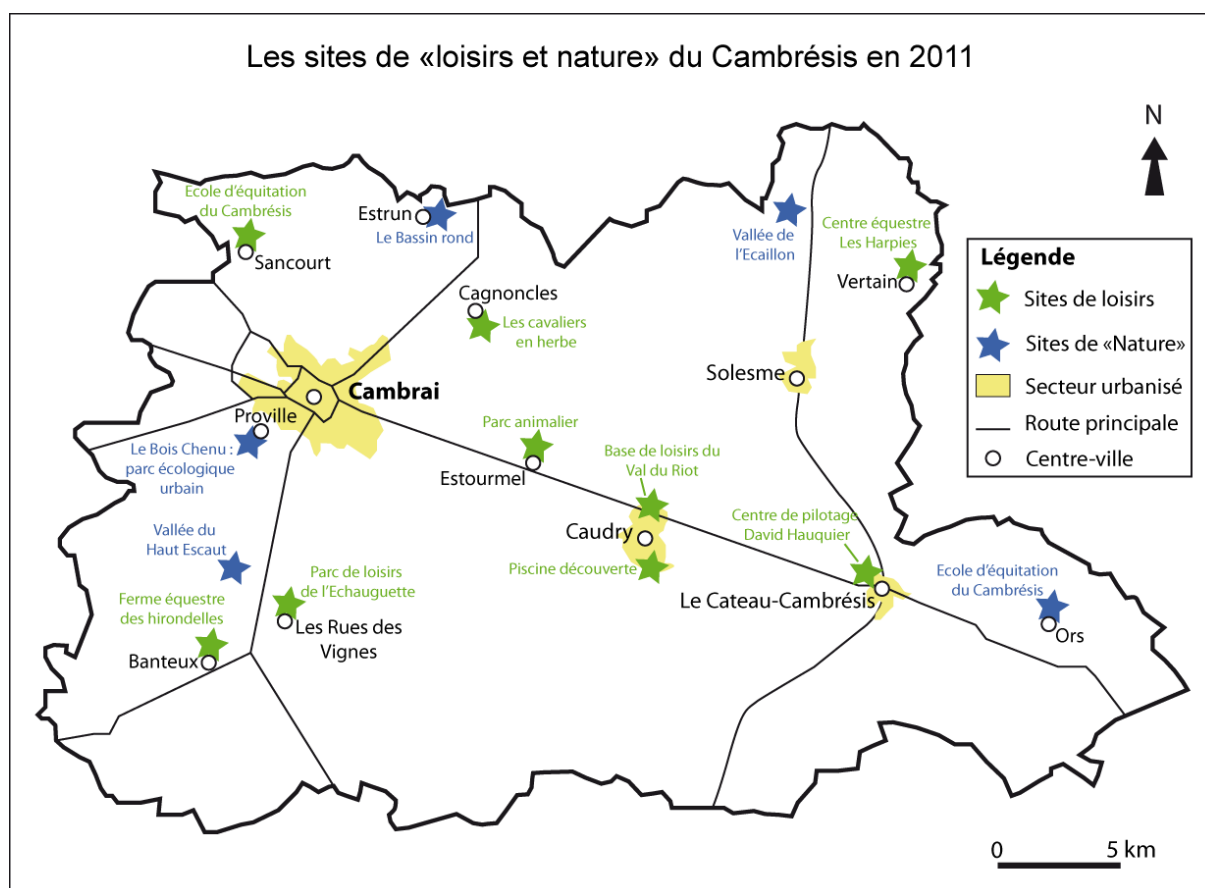 Les sites de «loisirs et nature» du Cambrésis en 2011
N
Ecole d'équitation
du Cambrésis
Sancourt
Estrun
Le Bassin rond
Vallée de
l'Ecaillon
Centre équestre
Les Harpies
Vertain
Cagnoncles
Les cavaliers
en herbe
Solesme
Cambrai
Proville
Le Bois Chenu :
parc écologique
urbain
Parc animalier
Estourmel
Base de loisirs du
Val du Riot
Caudry
Piscine découverte
Centre de pilotage
David Hauquier
Le Cateau-Cambrésis
Ecole d'équitation
du Cambrésis
Ors
Vallée du
Haut Escaut
Parc de loisirs
de l'Echauguette
Les Rues des
Vignes
Ferme équestre
des hirondelles
Banteux
Légende
Sites de loisirs
Sites de «Nature»
Secteur urbanisé
Route principale
Centre-ville
0 5 km